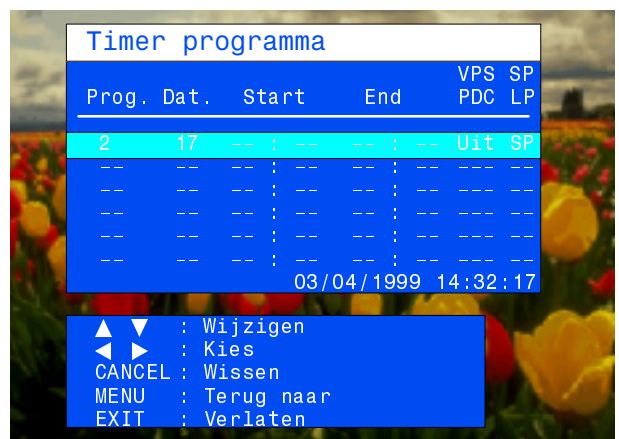 Timer programma
VPS SP
Prog. Dat. Start End PDC LP
2 17 -- : -- -- : -- Uit SP
-- -- -- : -- -- : -- --- --
-- -- -- : -- -- : -- --- --
-- -- -- : -- -- : -- --- --
-- -- -- : -- -- : -- --- --
-- -- -- : -- -- : -- --- --
03/04/1999 14:32:17
▲ ▼ : Wijzigen
◀ ▶ : Kies
CANCEL : Wissen
MENU : Terug naar
EXIT : Verlaten